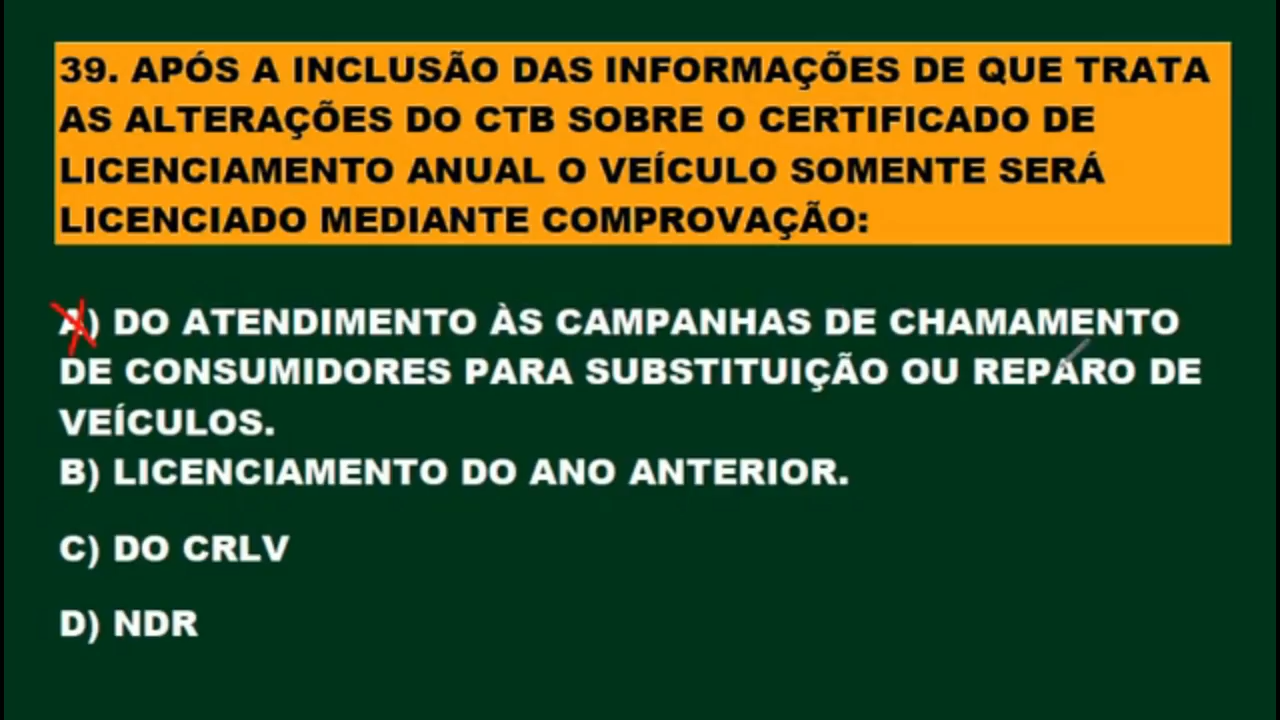 39. APÓS A INCLUSÃO DAS INFORMAÇÕES DE QUE TRATA
AS ALTERAÇÕES DO CTB SOBRE O CERTIFICADO DE
LICENCIAMENTO ANUAL O VEÍCULO SOMENTE SERÁ
LICENCIADO MEDIANTE COMPROVAÇÃO:
A) DO ATENDIMENTO ÀS CAMPANHAS DE CHAMAMENTO
DE CONSUMIDORES PARA SUBSTITUIÇÃO OU REPARO DE
VEÍCULOS.
B) LICENCIAMENTO DO ANO ANTERIOR.
C) DO CRLV
D) NDR